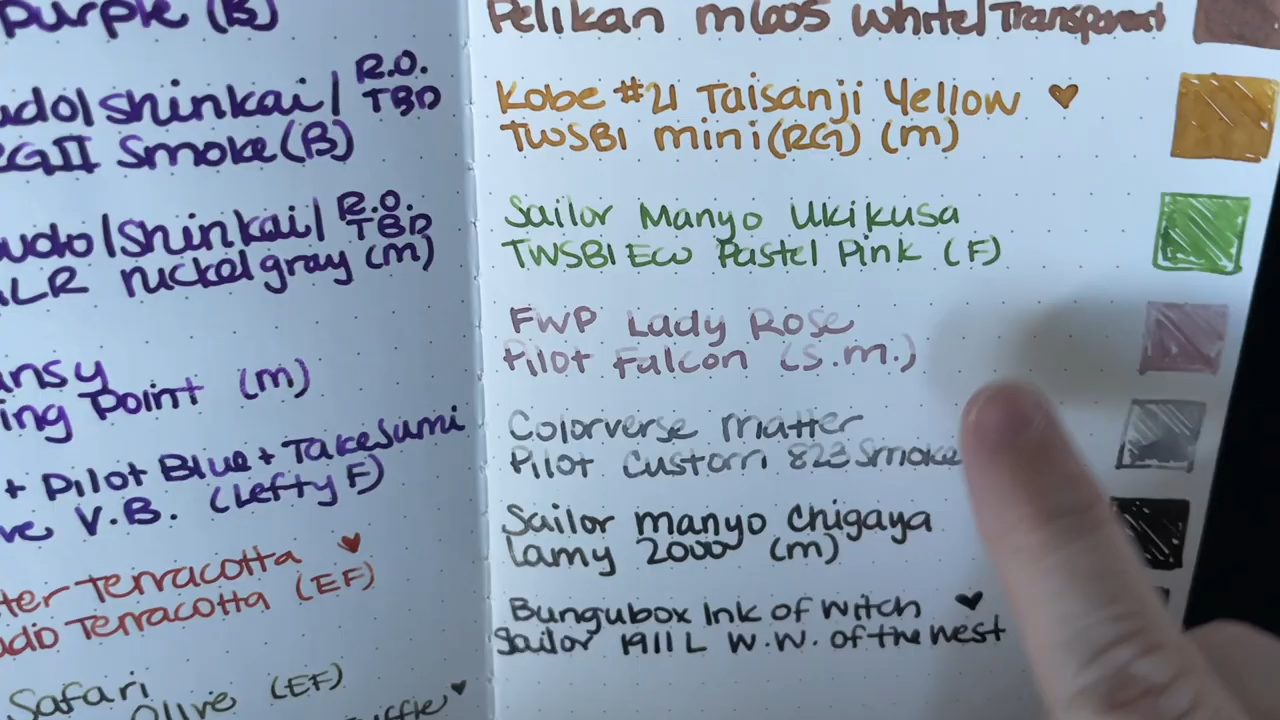 purple (B)
udo/Shinkai/ R.O. TBD
RGII Smoke (B)
udo/Shinkai/ R.O. TBD
LR nickel gray (m)
ansy
ing Point (m)
+ Pilot Blue + Takesumi
V.B. (Lefty F)
ter Terracotta
dio Terracotta (EF)
Safari
Olive (EF)
Pelikan m605 White/Transparent
Kobe #21 Taisanji Yellow
TWSBI mini (RG) (m)
Sailor Manyo Ukikusa
TWSBI Eco Pastel Pink (F)
FWP Lady Rose
Pilot Falcon (S.m.)
Colorverse matter
Pilot Custom 823 Smoke
Sailor manyo Chigaya
Lamy 2000 (m)
Bungubox Ink of Witch
Sailor 1911 L W.W. of the West